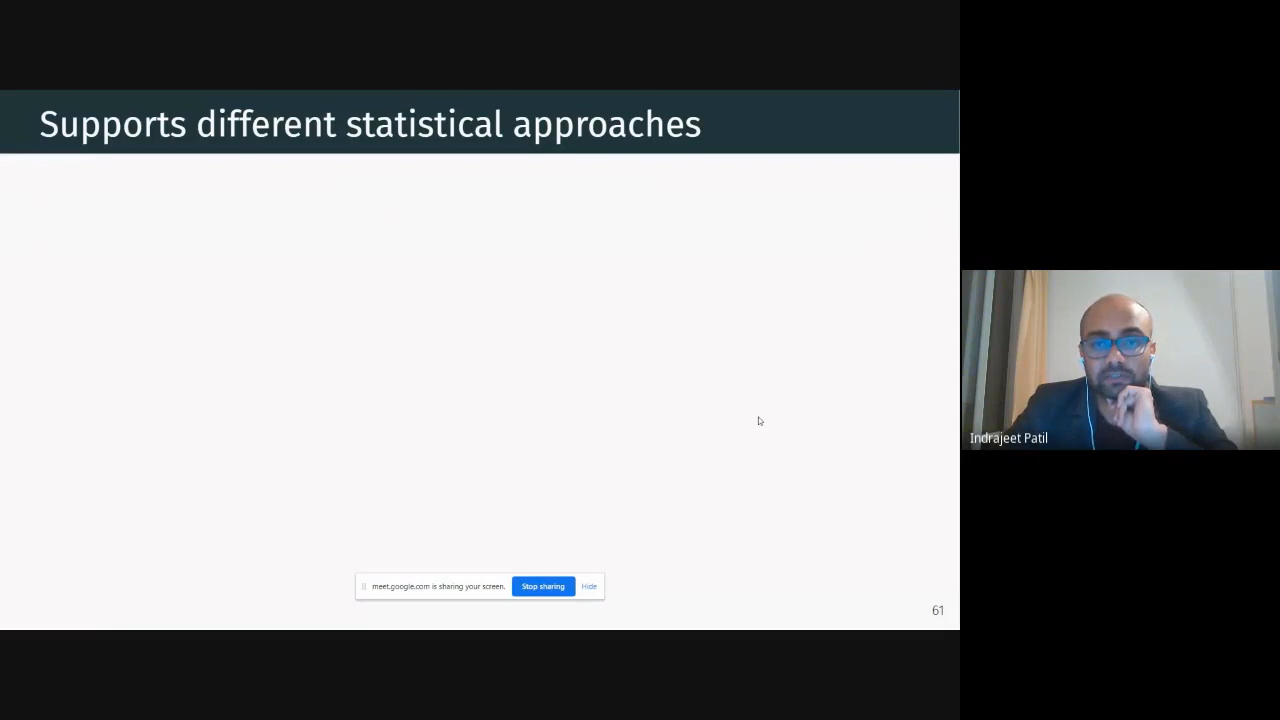 Supports different statistical approaches
Indrajeet Patil
meet.google.com is sharing your screen. Stop sharing Hide
61